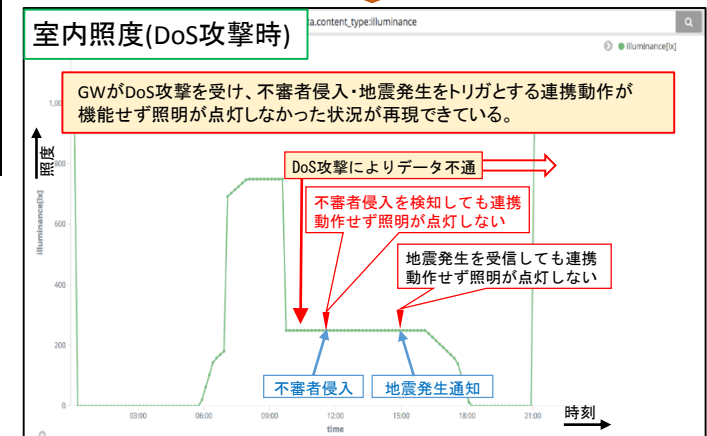 室内照度(DoS攻撃時)
ta.content_type:illuminance
illuminance[lx]
GWがDoS攻撃を受け、不審者侵入・地震発生をトリガとする連携動作が
機能せず照明が点灯しなかった状況が再現できている。
1,00
照度
800
DoS攻撃によりデータ不通
不審者侵入を検知しても連携
動作せず照明が点灯しない
illuminance[lx]
600
地震発生を受信しても連携
動作せず照明が点灯しない
400
200
不審者侵入
地震発生通知
0
03:00
06:00
09:00
12:00
15:00
18:00
21:00
時刻
time